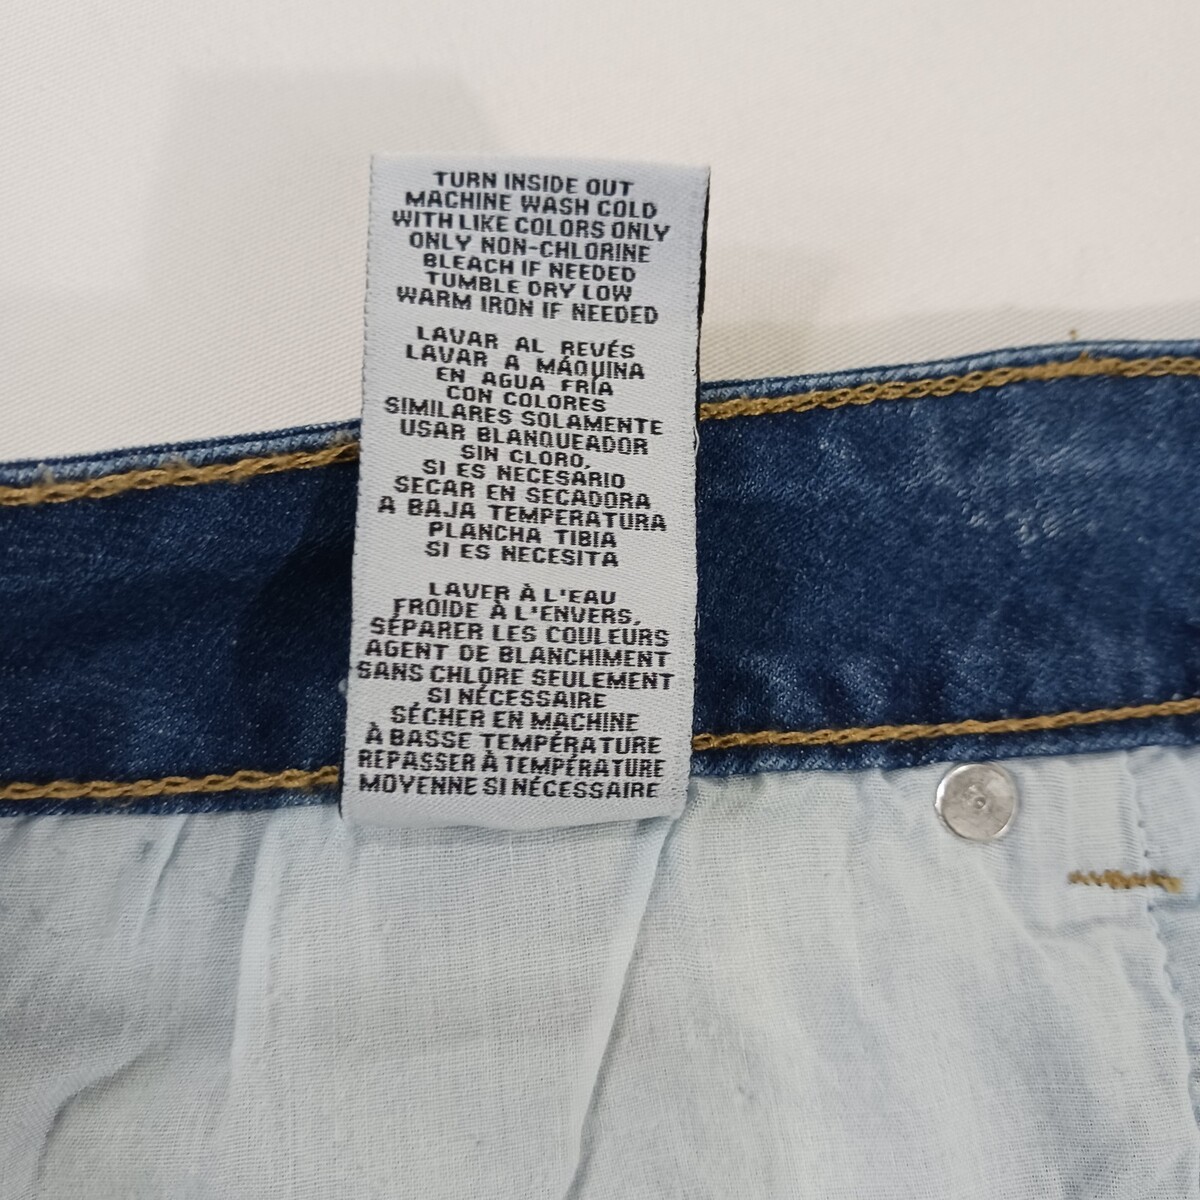 TURN INSIDE OUT
MACHINE WASH COLD
WITH LIKE COLORS ONLY
ONLY NON-CHLORINE
BLEACH IF NEEDED
TUMBLE DRY LOW
WARM IRON IF NEEDED
LAVAR AL REVÉS
LAVAR A MÁQUINA
EN AGUA FRÍA
CON COLORES
SIMILARES SOLAMENTE
USAR BLANQUEADOR
SIN CLORO,
SI ES NECESARIO
SECAR EN SECADORA
A BAJA TEMPERATURA
PLANCHA TIBIA
SI ES NECESITA
LAVER À L'EAU
FROIDE À L'ENVERS,
SÉPARER LES COULEURS
AGENT DE BLANCHIMENT
SANS CHLORE SEULEMENT
SI NÉCESSAIRE
SÉCHER EN MACHINE
À BASSE TEMPÉRATURE
REPASSER À TEMPÉRATURE
MOYENNE SI NÉCESSAIRE